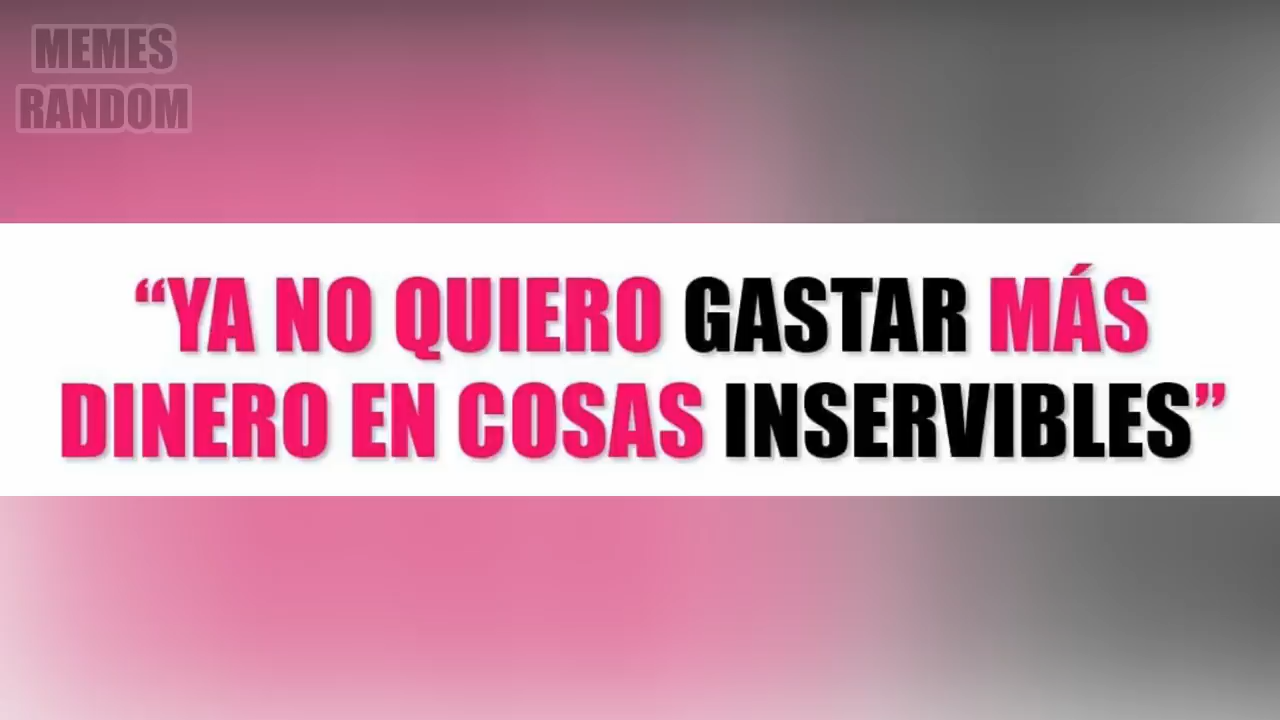 MEMES
RANDOM
“YA NO QUIERO GASTAR MÁS
DINERO EN COSAS INSERVIBLES”